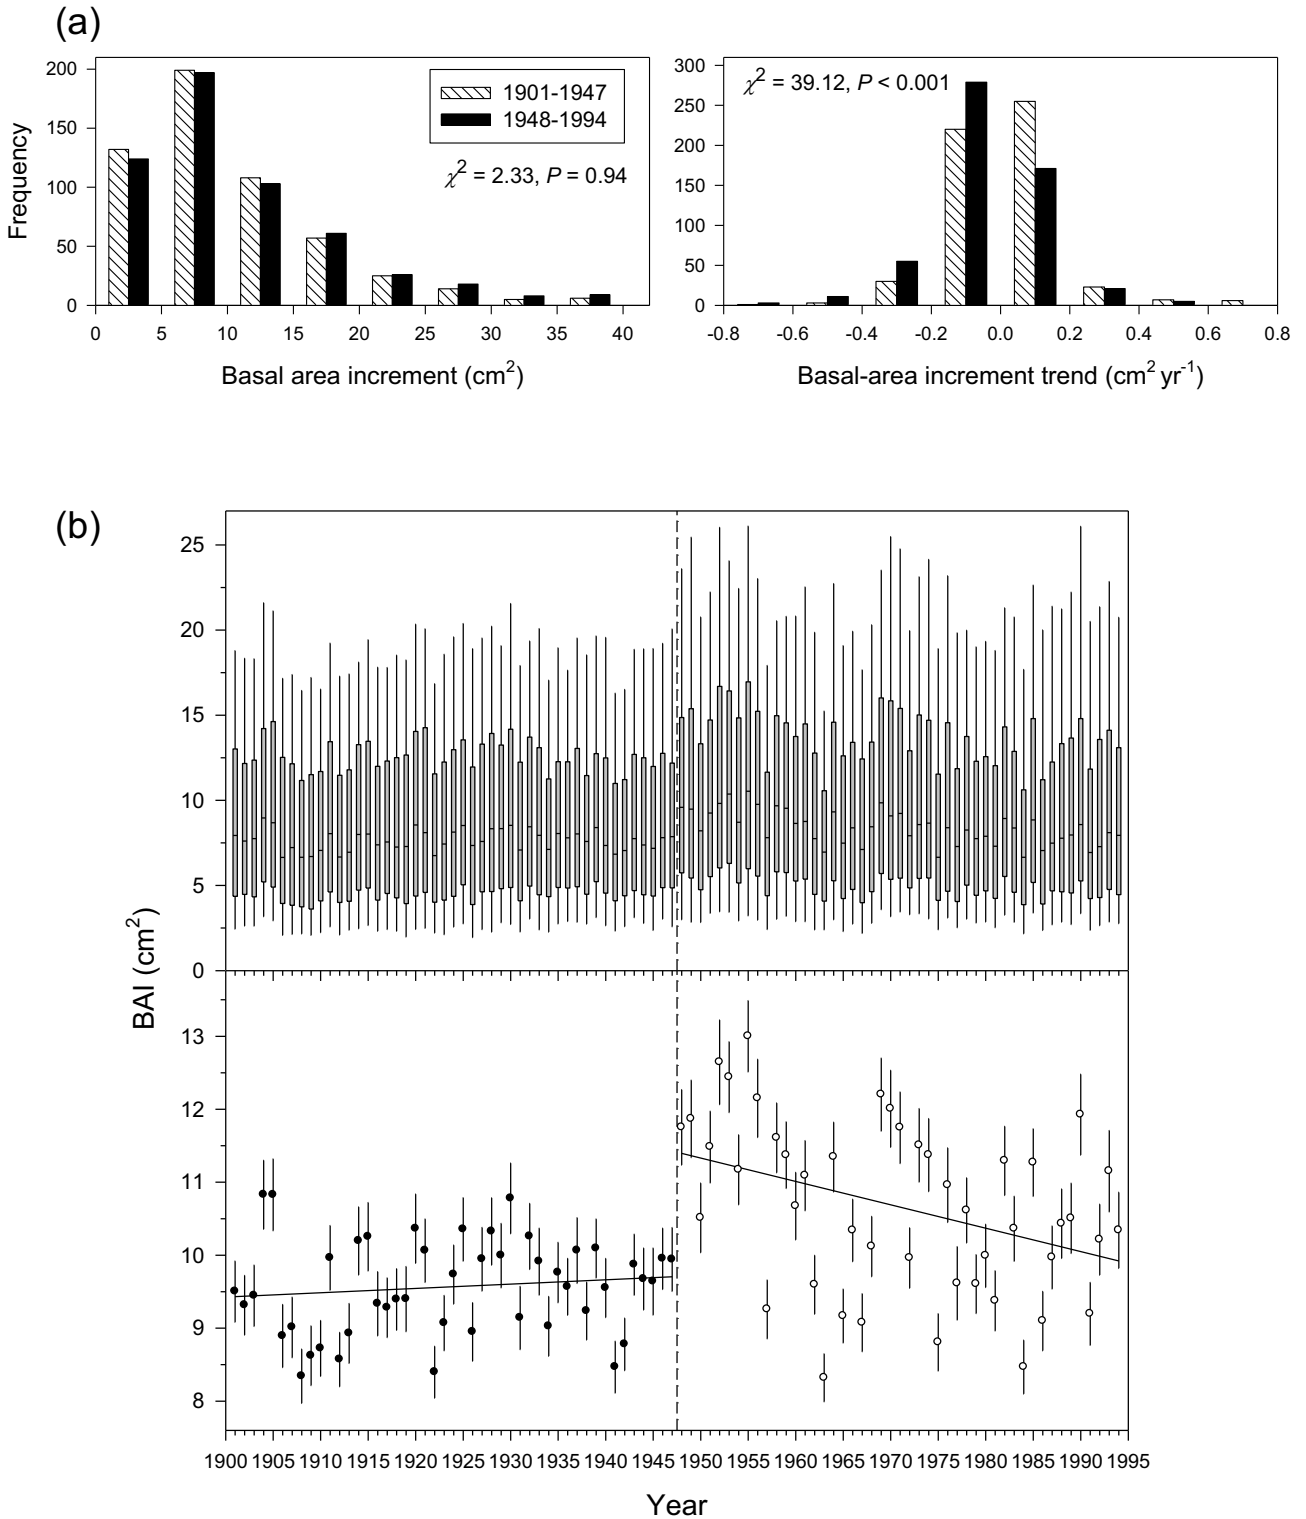 (a)
200
150
100
50
0
Frequency
1901-1947
1948-1994
χ² = 2.33, P = 0.94
0 5 10 15 20 25 30 35 40
Basal area increment (cm²)
300
250
200
150
100
50
0
χ² = 39.12, P < 0.001
-0.8 -0.6 -0.4 -0.2 0.0 0.2 0.4 0.6 0.8
Basal-area increment trend (cm² yr⁻¹)
(b)
25
20
15
10
5
0
BAI (cm²)
13
12
11
10
9
8
1900 1905 1910 1915 1920 1925 1930 1935 1940 1945 1950 1955 1960 1965 1970 1975 1980 1985 1990 1995
Year